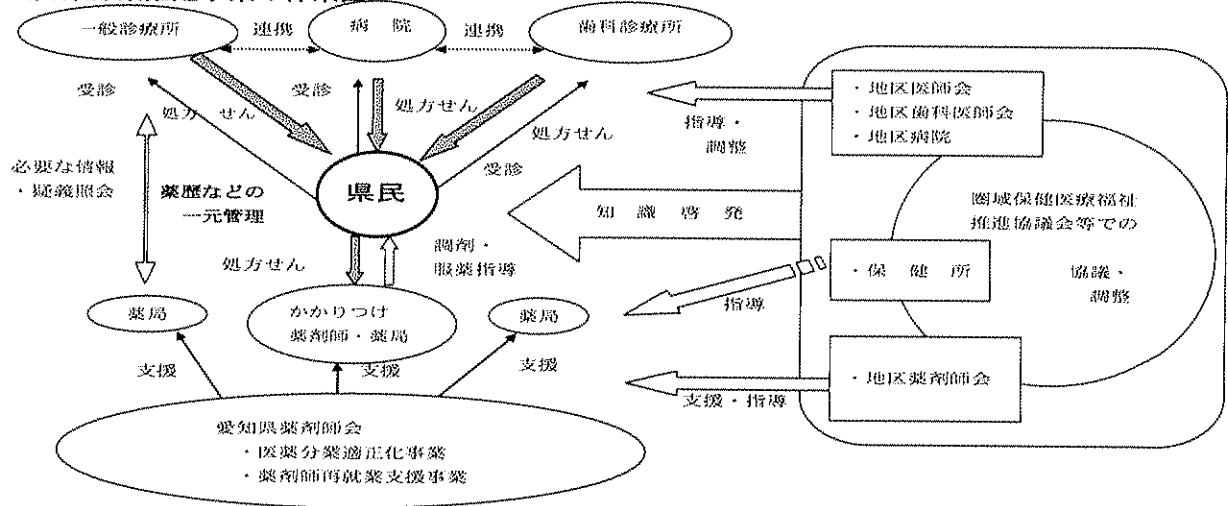 一般診療所
連携
病 院
連携
歯科診療所
受診
受診
処方せん
処方 せん
処方せん
受診
・地区医師会
・地区歯科医師会
・地区病院
指導・
調整
必要な情報
・疑義照会
薬歴などの
一元管理
県民
知 識 啓 発
圏域保健医療福祉
推進協議会等での
協議・
調整
処方せん
調剤・
服薬指導
・保 健 所
指導
薬局
かかりつけ
薬剤師・薬局
薬局
支援
支援
支援
・地区薬剤師会
支援・指導
愛知県薬剤師会
・医薬分業適正化事業
・薬剤師再就業支援事業